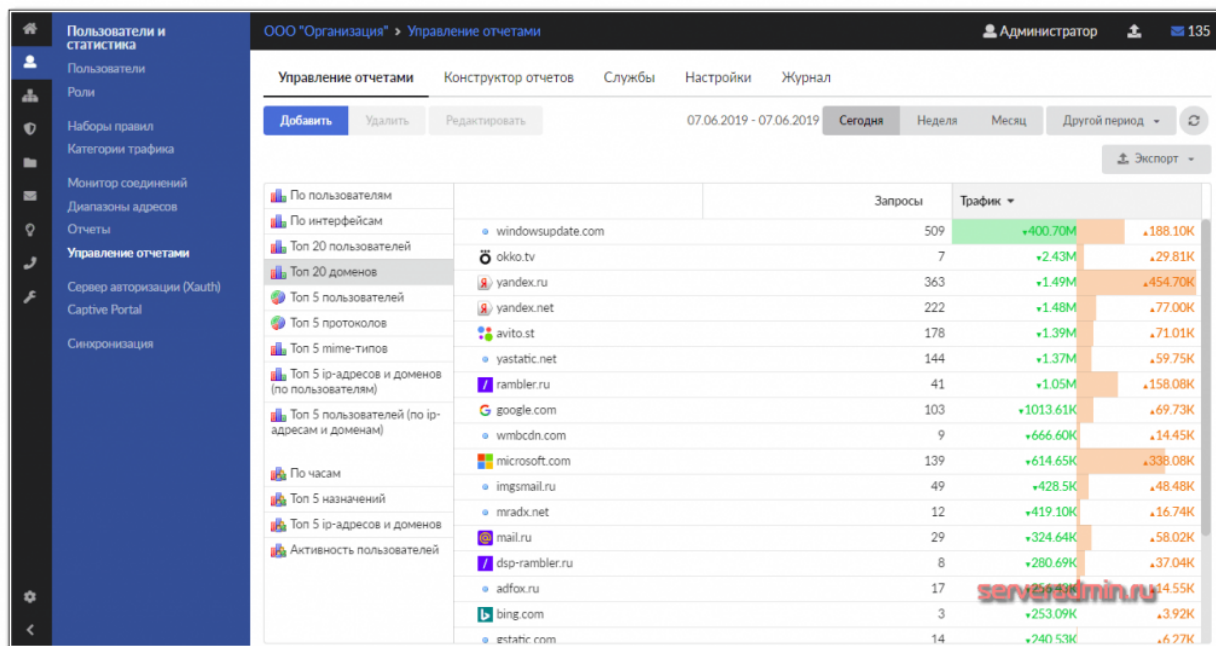 Пользователи и
статистика
Пользователи
Роли
Наборы правил
Категории трафика
Монитор соединений
Диапазоны адресов
Отчеты
Управление отчетами
Сервер авторизации (Xauth)
Captive Portal
Синхронизация
ООО "Организация" > Управление отчетами
Администратор 135
Управление отчетами Конструктор отчетов Службы Настройки Журнал
Добавить Удалить Редактировать 07.06.2019 - 07.06.2019 Сегодня Неделя Месяц Другой период
Экспорт
По пользователям
По интерфейсам
Топ 20 пользователей
Топ 20 доменов
Топ 5 пользователей
Топ 5 протоколов
Топ 5 mime-типов
Топ 5 ip-адресов и доменов
(по пользователям)
Топ 5 пользователей (по ip-
адресам и доменам)
По часам
Топ 5 назначений
Топ 5 ip-адресов и доменов
Активность пользователей
Запросы Трафик
windowsupdate.com 509 400.70M 188.10K
okko.tv 7 2.43M 29.81K
yandex.ru 363 1.49M 454.70K
yandex.net 222 1.48M 77.00K
avito.st 178 1.39M 71.01K
yastatic.net 144 1.37M 59.75K
rambler.ru 41 1.05M 158.08K
google.com 103 1013.61K 69.73K
wmbcdn.com 9 666.60K 14.45K
microsoft.com 139 614.65K 338.08K
imgsmail.ru 49 428.5K 48.48K
mradx.net 12 419.10K 16.74K
mail.ru 29 324.64K 58.02K
dsp-rambler.ru 8 280.69K 37.04K
adfox.ru 17 256.43K 14.55K
bing.com 3 253.09K 3.92K
gstatic.com 14 240.53K 6.27K
serveradmin.ru